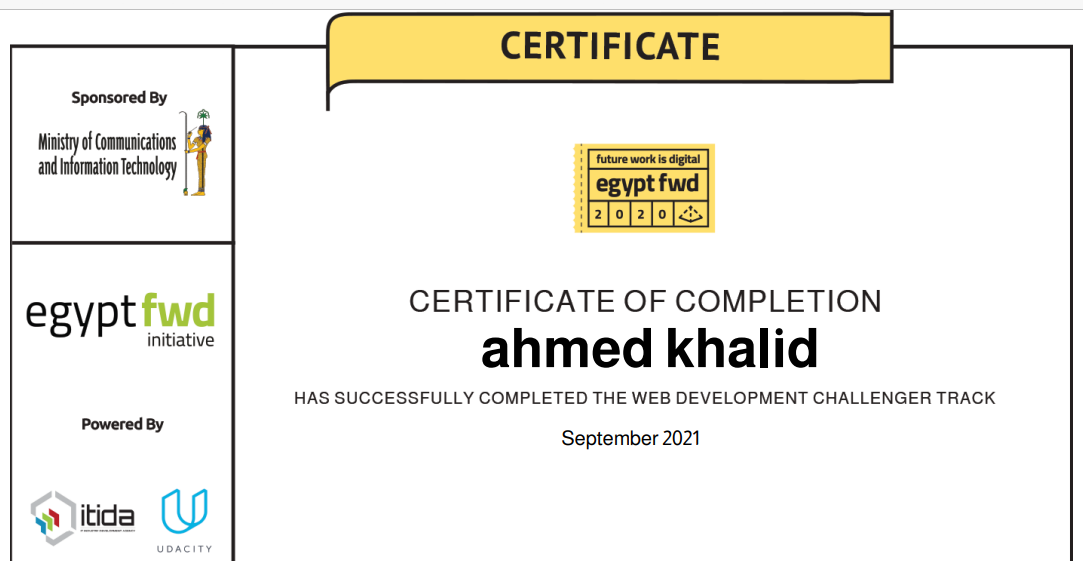 CERTIFICATE
Sponsored By
Ministry of Communications
and Information Technology
future work is digital
egypt fwd
2 0 2 0
egypt fwd
initiative
CERTIFICATE OF COMPLETION
ahmed khalid
HAS SUCCESSFULLY COMPLETED THE WEB DEVELOPMENT CHALLENGER TRACK
September 2021
Powered By
itida
UDACITY